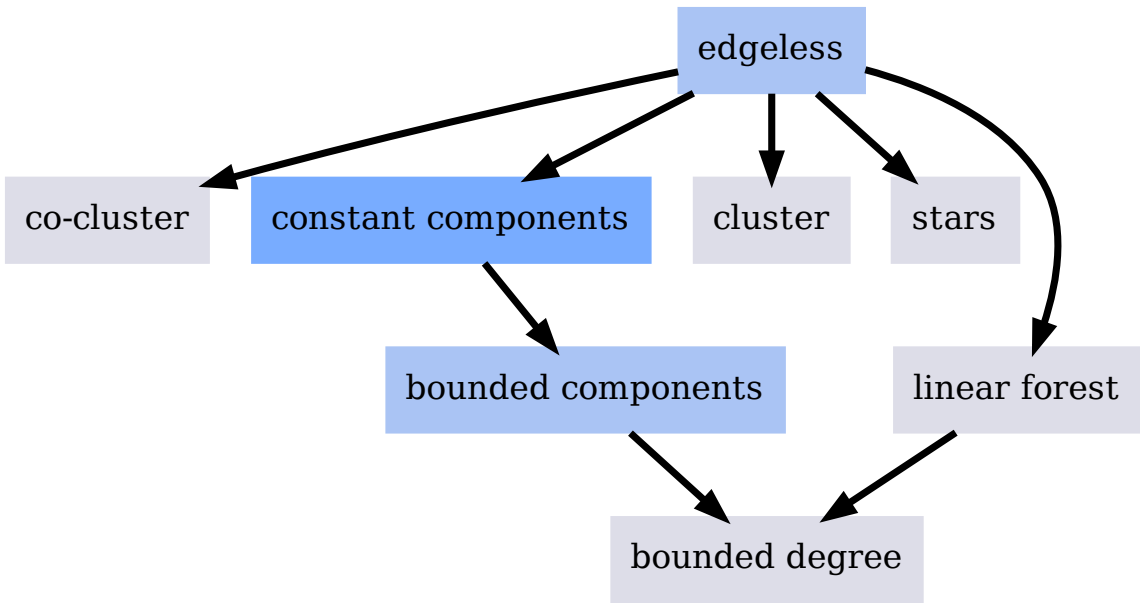 edgeless
co-cluster
constant components
cluster
stars
bounded components
linear forest
bounded degree